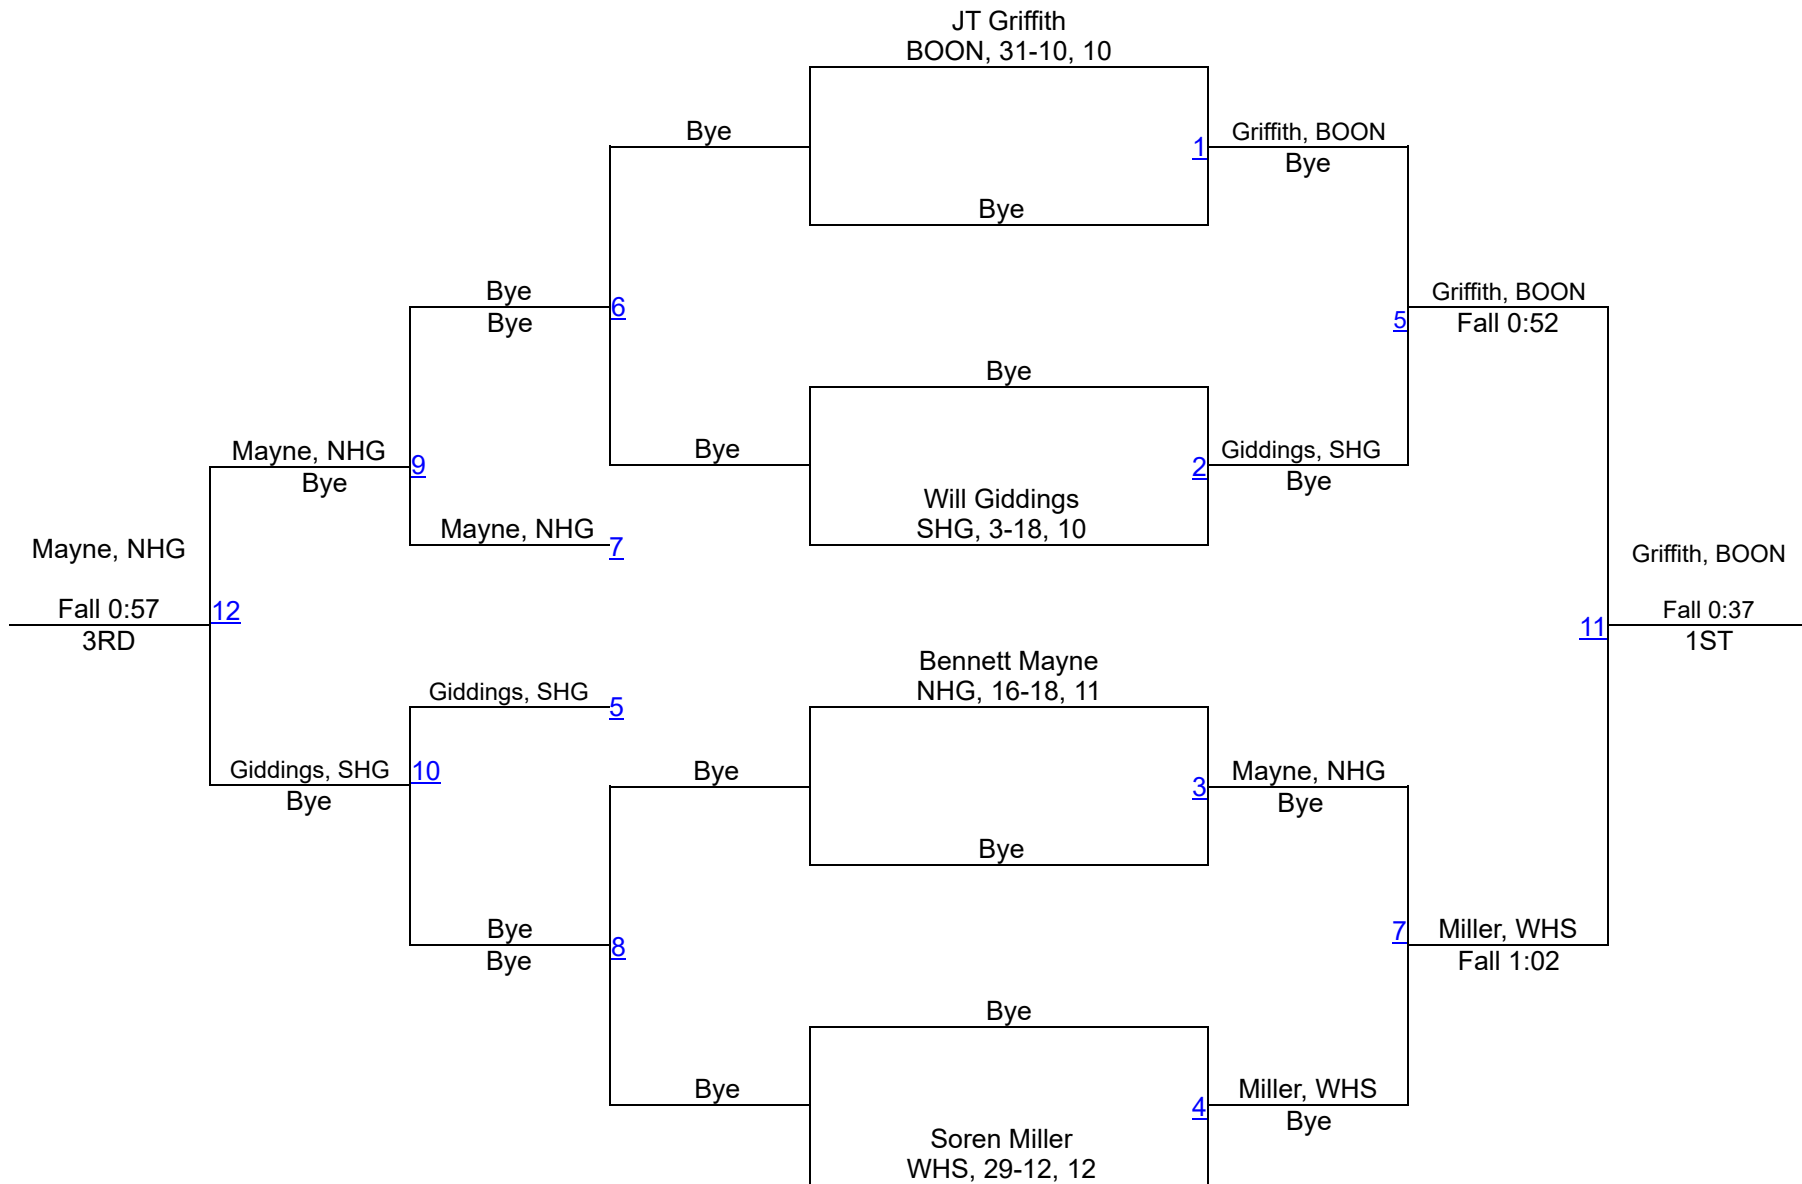 JT Griffith
BOON, 31-10, 10
Bye
Griffith, BOON
1
Bye
Bye
Bye
Griffith, BOON
6
5
Bye
Fall 0:52
Bye
Mayne, NHG
Bye
Giddings, SHG
9
2
Bye
Bye
Will Giddings
Mayne, NHG
SHG, 3-18, 10
7
Mayne, NHG
Griffith, BOON
Fall 0:57
12
Fall 0:37
11
3RD
1ST
Bennett Mayne
Giddings, SHG
NHG, 16-18, 11
5
Giddings, SHG
10
Bye
Mayne, NHG
3
Bye
Bye
Bye
Bye
8
7
Miller, WHS
Bye
Fall 1:02
Bye
Bye
Miller, WHS
4
Bye
Soren Miller
WHS, 29-12, 12